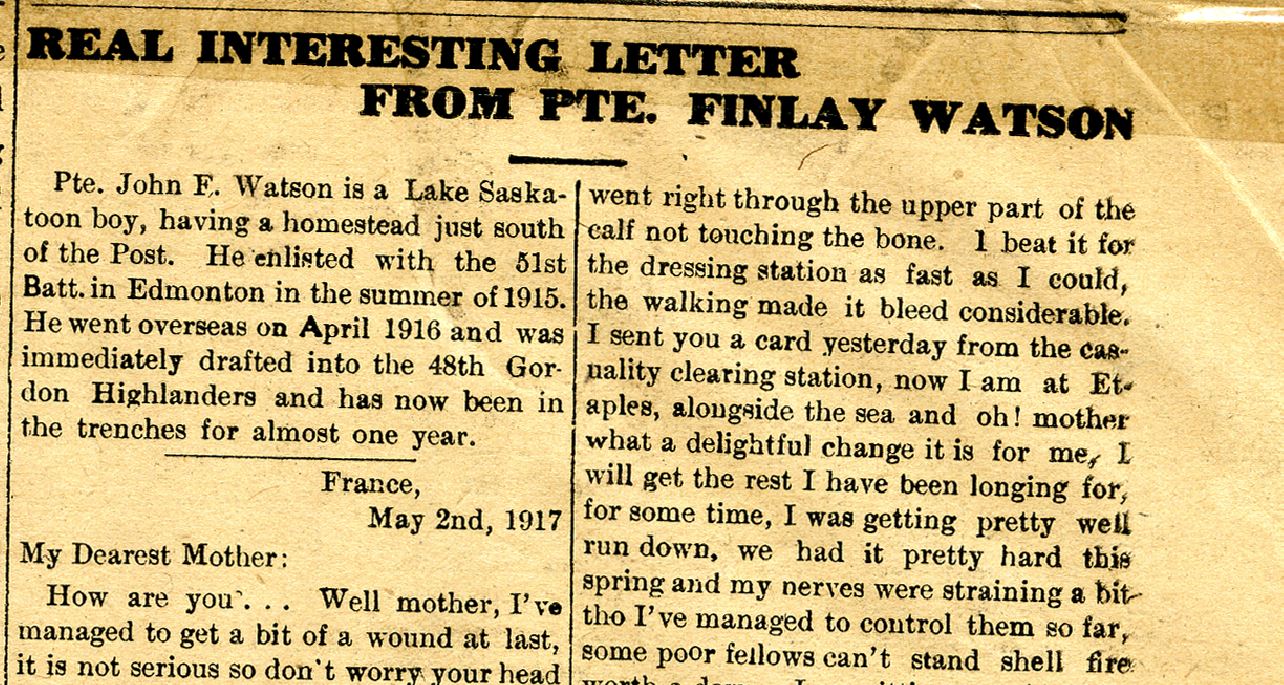 REAL INTERESTING LETTER
FROM PTE. FINLAY WATSON
Pte. John F. Watson is a Lake Saska-
toon boy, having a homestead just south
of the Post. He enlisted with the 51st
Batt. in Edmonton in the summer of 1915.
He went overseas on April 1916 and was
immediately drafted into the 48th Gor-
don Highlanders and has now been in
the trenches for almost one year.
France,
May 2nd, 1917
My Dearest Mother:
How are you. . . Well mother, I've
managed to get a bit of a wound at last,
it is not serious so don't worry your head
went right through the upper part of the
calf not touching the bone. I beat it for
the dressing station as fast as I could,
the walking made it bleed considerable.
I sent you a card yesterday from the cas-
uality clearing station, now I am at Et-
aples, alongside the sea and oh! mother
what a delightful change it is for me, I
will get the rest I have been longing for,
for some time, I was getting pretty well
run down, we had it pretty hard this
spring and my nerves were straining a bit
tho I've managed to control them so far,
some poor fellows can't stand shell fire